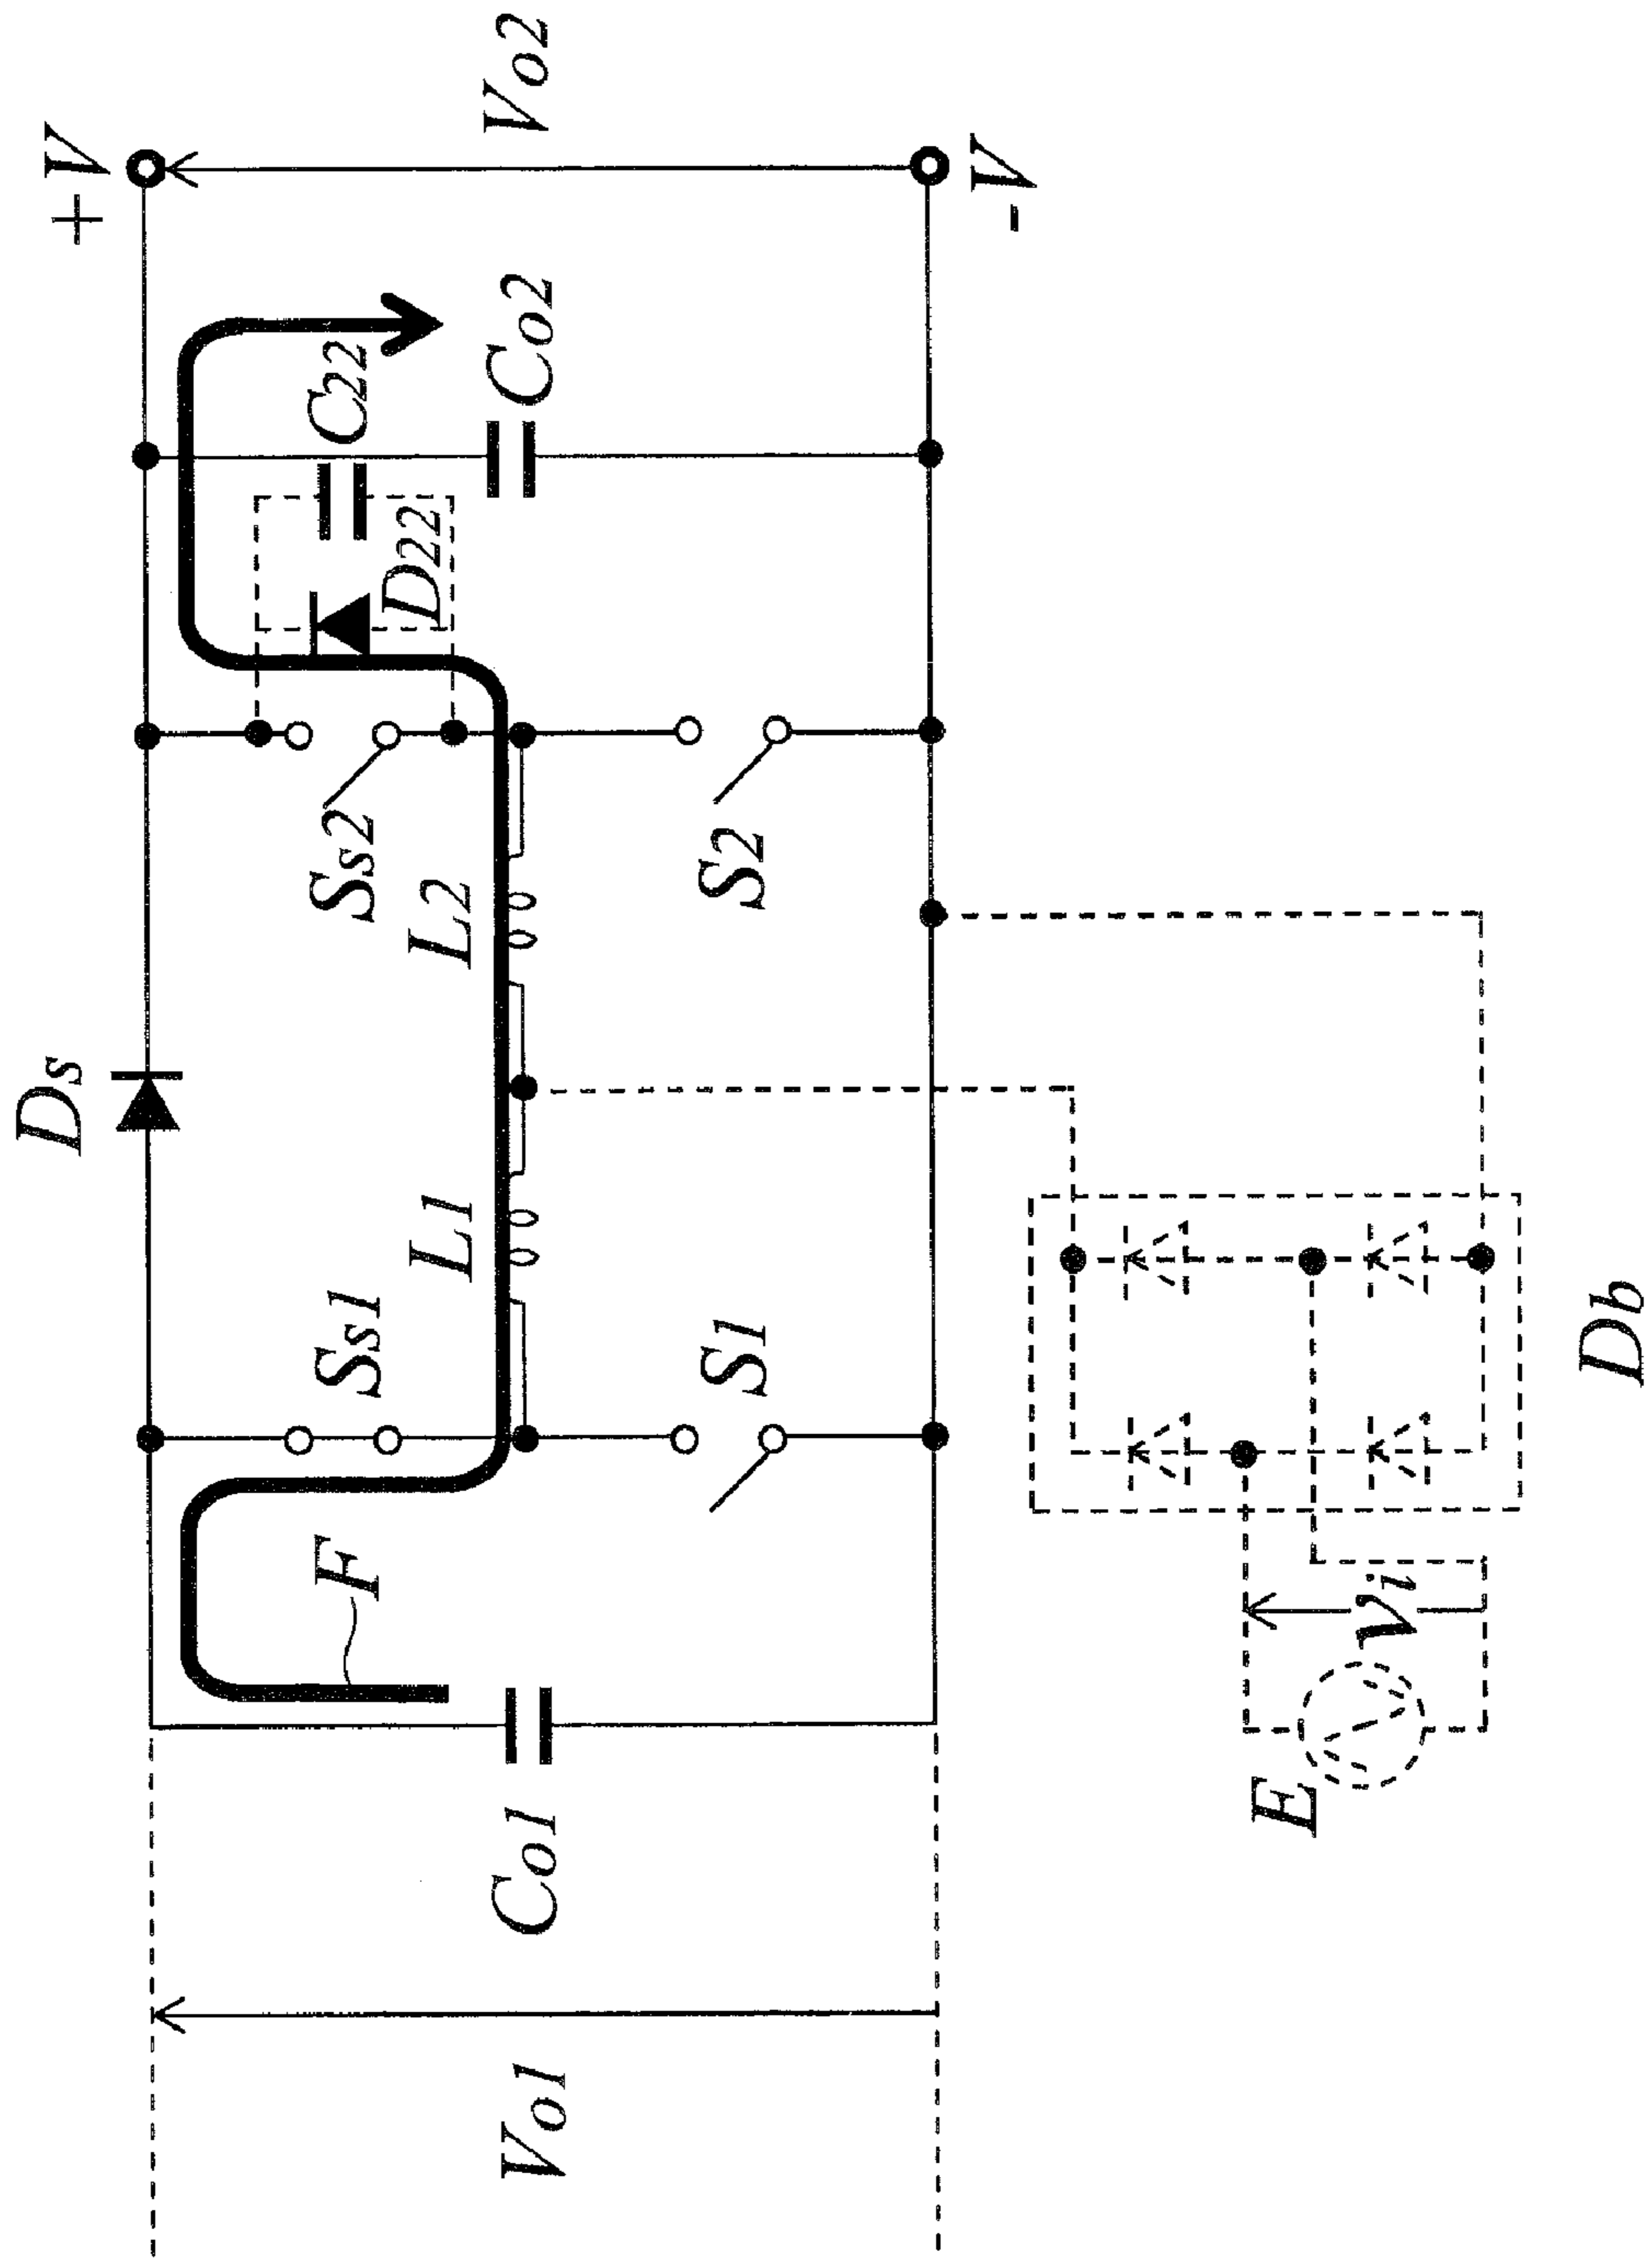 Ds
+V
Ss1
L1
L2
Ss2
D22
C22
F
Vo1
Co1
Co2
Vo2
S1
S2
-V
E
Vi
Db